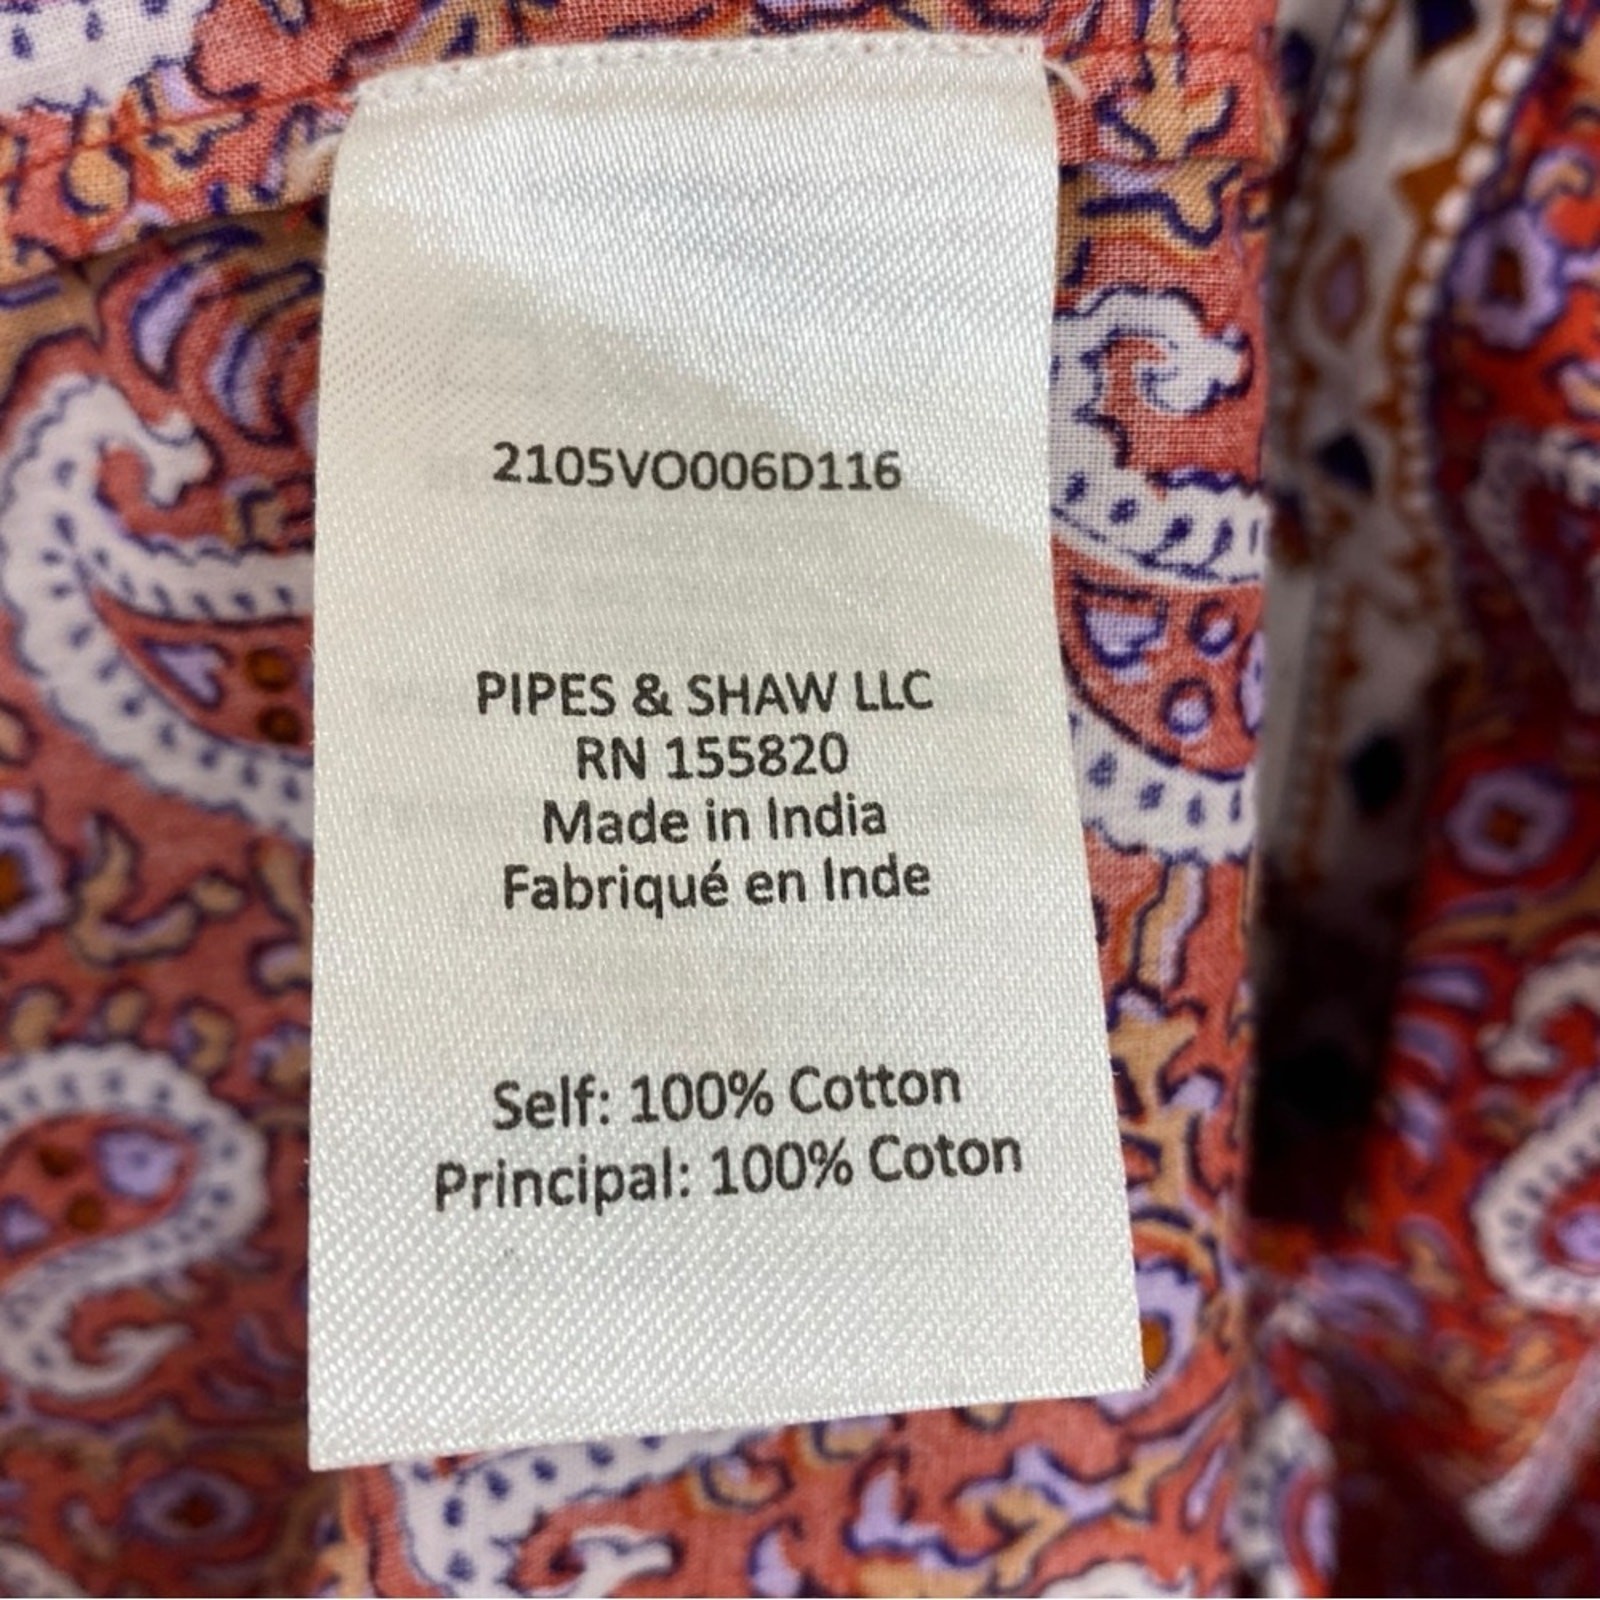 2105VO006D116
PIPES & SHAW LLC
RN 155820
Made in India
Fabriqué en Inde
Self: 100% Cotton
Principal: 100% Coton